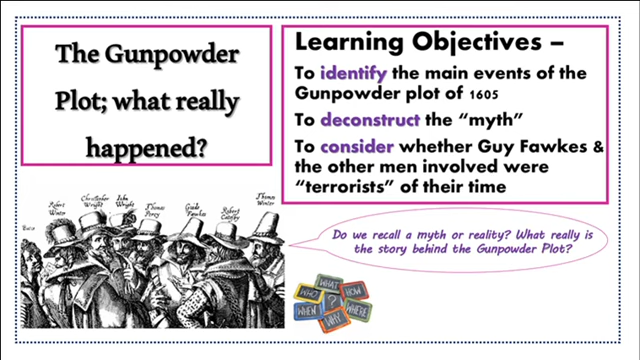 The Gunpowder
Plot; what really
happened?
Learning Objectives –
To identify the main events of the
Gunpowder plot of 1605
To deconstruct the “myth”
To consider whether Guy Fawkes &
the other men involved were
“terrorists” of their time
Robert
Winter
Christopher
Wright
John
Wright
Thomas
Percy
Guido
Fawkes
Robert
Catesby
Thomas
Winter
Do we recall a myth or reality? What really is
the story behind the Gunpowder Plot?
WHAT
HOW
WHO?
?
WHEN
WHERE
WHY